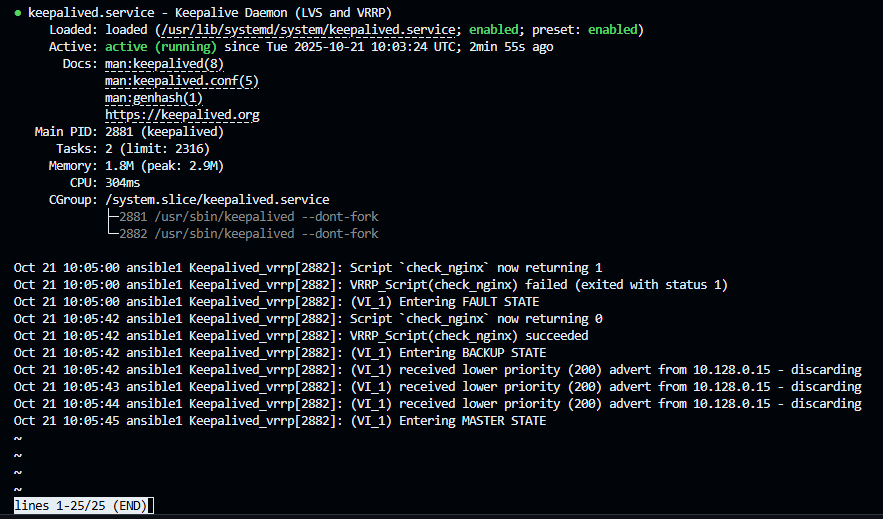 ● keepalived.service - Keepalive Daemon (LVS and VRRP)
Loaded: loaded (/usr/lib/systemd/system/keepalived.service; enabled; preset: enabled)
Active: active (running) since Tue 2025-10-21 10:03:24 UTC; 2min 55s ago
Docs: man:keepalived(8)
man:keepalived.conf(5)
man:genhash(1)
https://keepalived.org
Main PID: 2881 (keepalived)
Tasks: 2 (limit: 2316)
Memory: 1.8M (peak: 2.9M)
CPU: 304ms
CGroup: /system.slice/keepalived.service
├─2881 /usr/sbin/keepalived --dont-fork
└─2882 /usr/sbin/keepalived --dont-fork

Oct 21 10:05:00 ansible1 Keepalived_vrrp[2882]: Script `check_nginx` now returning 1
Oct 21 10:05:00 ansible1 Keepalived_vrrp[2882]: VRRP_Script(check_nginx) failed (exited with status 1)
Oct 21 10:05:00 ansible1 Keepalived_vrrp[2882]: (VI_1) Entering FAULT STATE
Oct 21 10:05:42 ansible1 Keepalived_vrrp[2882]: Script `check_nginx` now returning 0
Oct 21 10:05:42 ansible1 Keepalived_vrrp[2882]: VRRP_Script(check_nginx) succeeded
Oct 21 10:05:42 ansible1 Keepalived_vrrp[2882]: (VI_1) Entering BACKUP STATE
Oct 21 10:05:42 ansible1 Keepalived_vrrp[2882]: (VI_1) received lower priority (200) advert from 10.128.0.15 - discarding
Oct 21 10:05:43 ansible1 Keepalived_vrrp[2882]: (VI_1) received lower priority (200) advert from 10.128.0.15 - discarding
Oct 21 10:05:44 ansible1 Keepalived_vrrp[2882]: (VI_1) received lower priority (200) advert from 10.128.0.15 - discarding
Oct 21 10:05:45 ansible1 Keepalived_vrrp[2882]: (VI_1) Entering MASTER STATE
~
~
~
~
lines 1-25/25 (END)